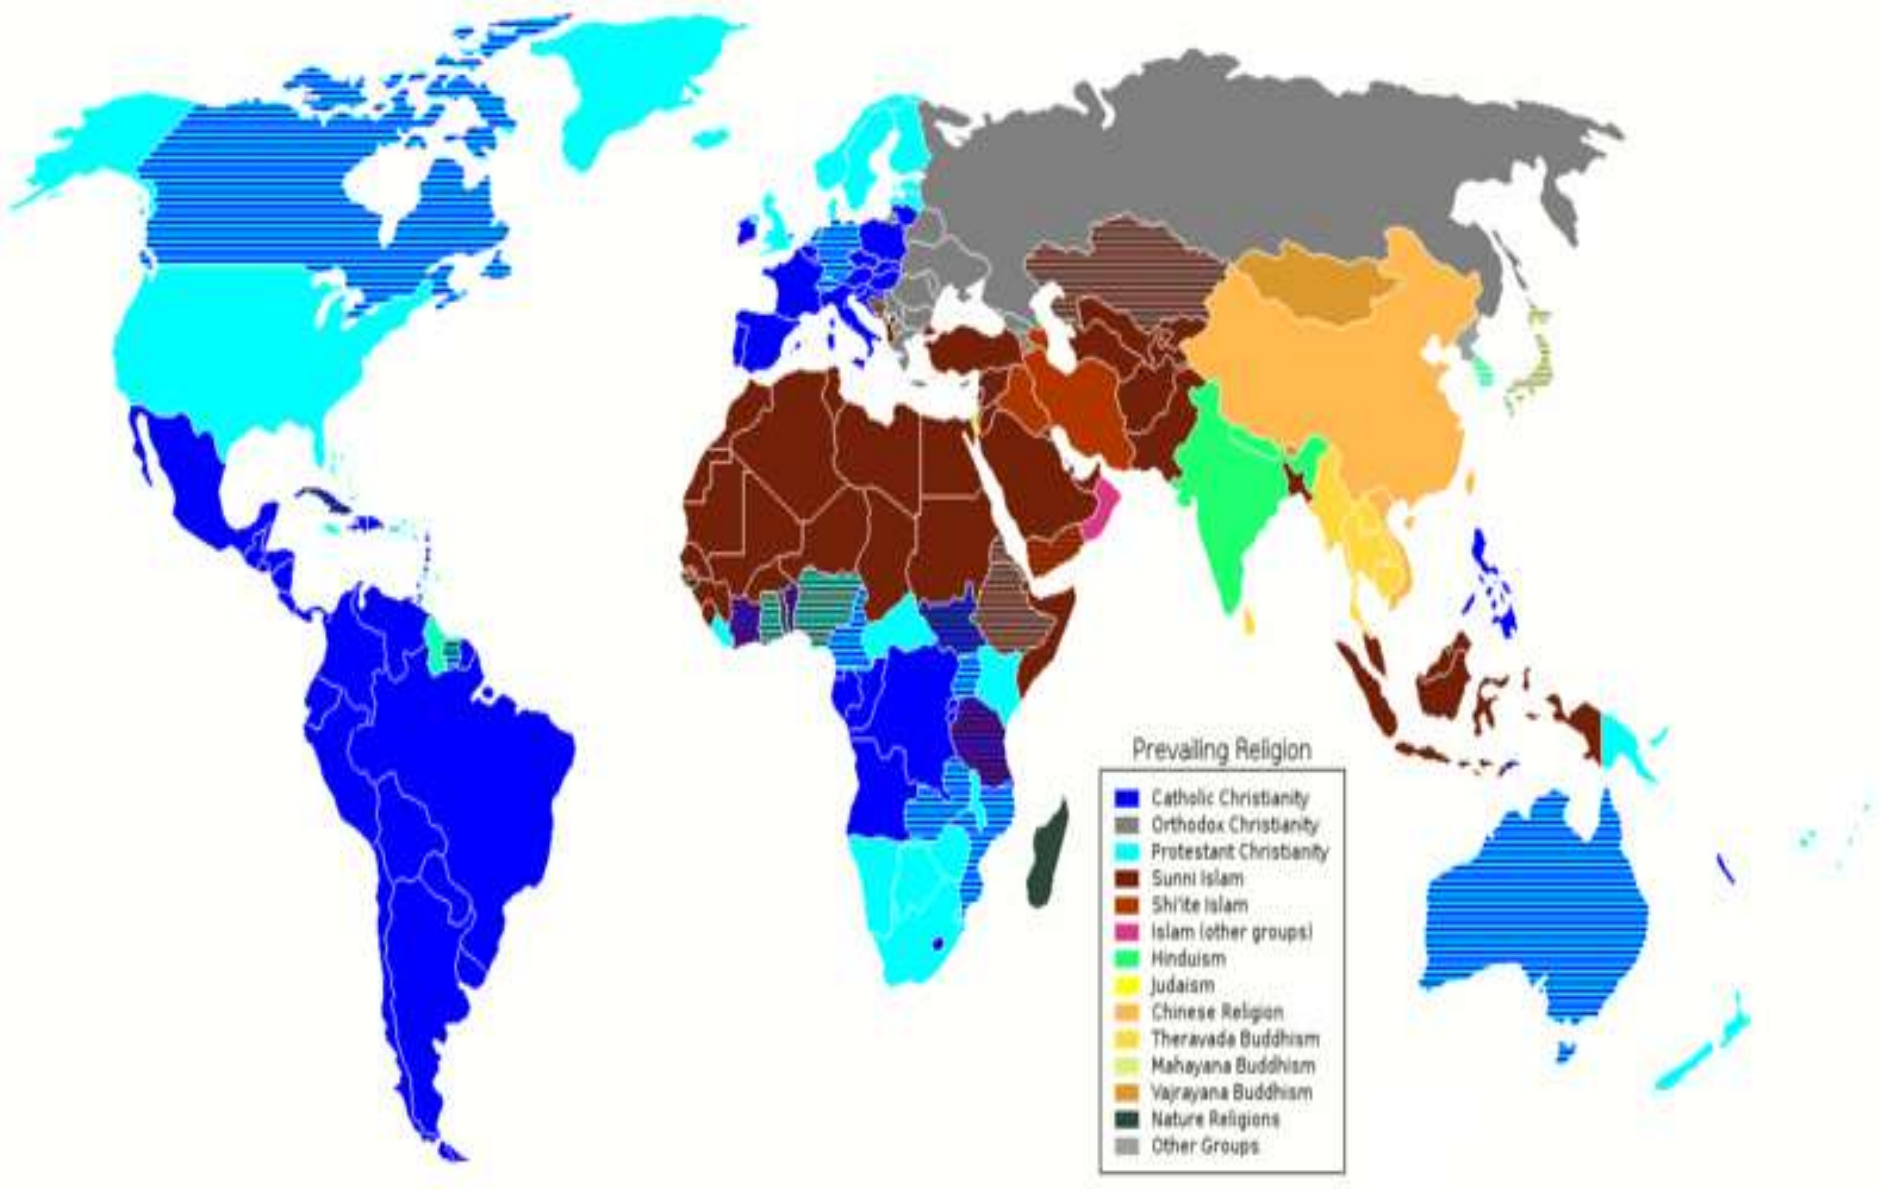 Prevailing Religion
Catholic Christianity
Orthodox Christianity
Protestant Christianity
Sunni Islam
Shi'ite Islam
Islam (other groups)
Hinduism
Judaism
Chinese Religion
Theravada Buddhism
Mahayana Buddhism
Vajrayana Buddhism
Nature Religions
Other Groups